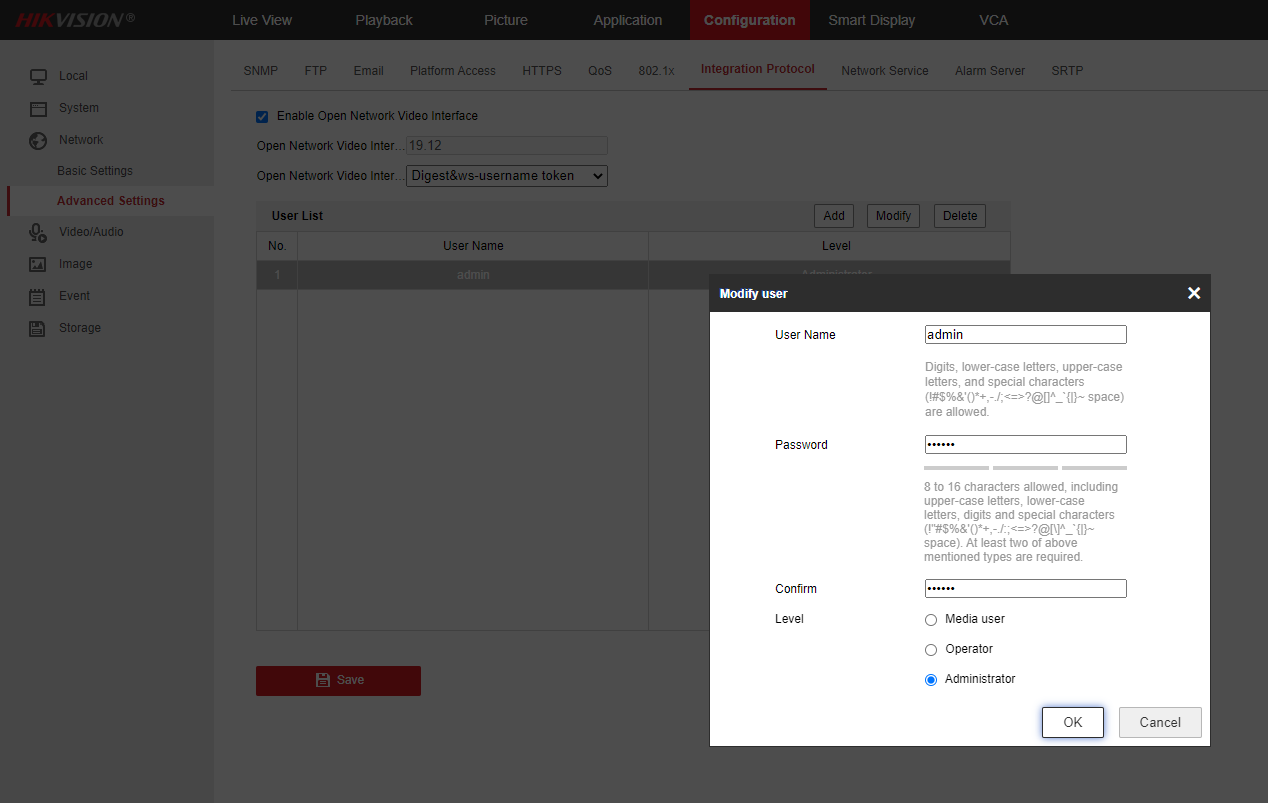 HIKVISION®
Live View Playback Picture Application Configuration Smart Display VCA
Local
System
Network
Basic Settings
Advanced Settings
Video/Audio
Image
Event
Storage
SNMP FTP Email Platform Access HTTPS QoS 802.1x Integration Protocol Network Service Alarm Server SRTP
Enable Open Network Video Interface
Open Network Video Inter... 19.12
Open Network Video Inter... Digest&ws-username token
User List Add Modify Delete
No. User Name Level
1 admin Administrator
Save
Modify user
User Name admin
Digits, lower-case letters, upper-case
letters, and special characters
(!#$%&'()*+,-./;<=>?@[]^_`{|}~ space)
are allowed.
Password ••••••
8 to 16 characters allowed, including
upper-case letters, lower-case
letters, digits and special characters
(!"#$%&'()*+,-./:;<=>?@[\]^_`{|}~
space). At least two of above
mentioned types are required.
Confirm ••••••
Level Media user
Operator
Administrator
OK Cancel